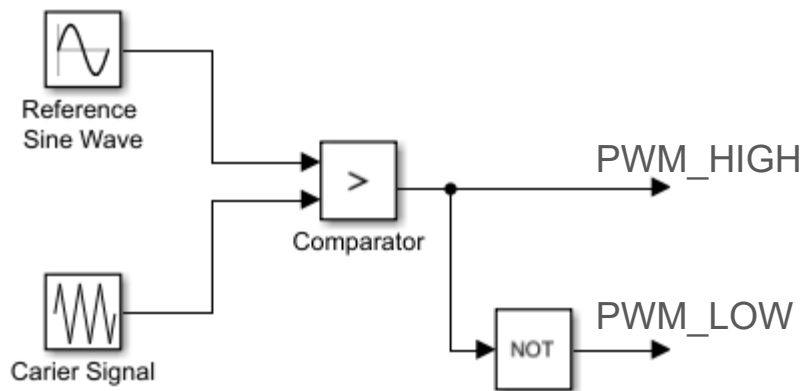 Reference
Sine Wave
PWM_HIGH
>
Comparator
PWM_LOW
NOT
Carier Signal